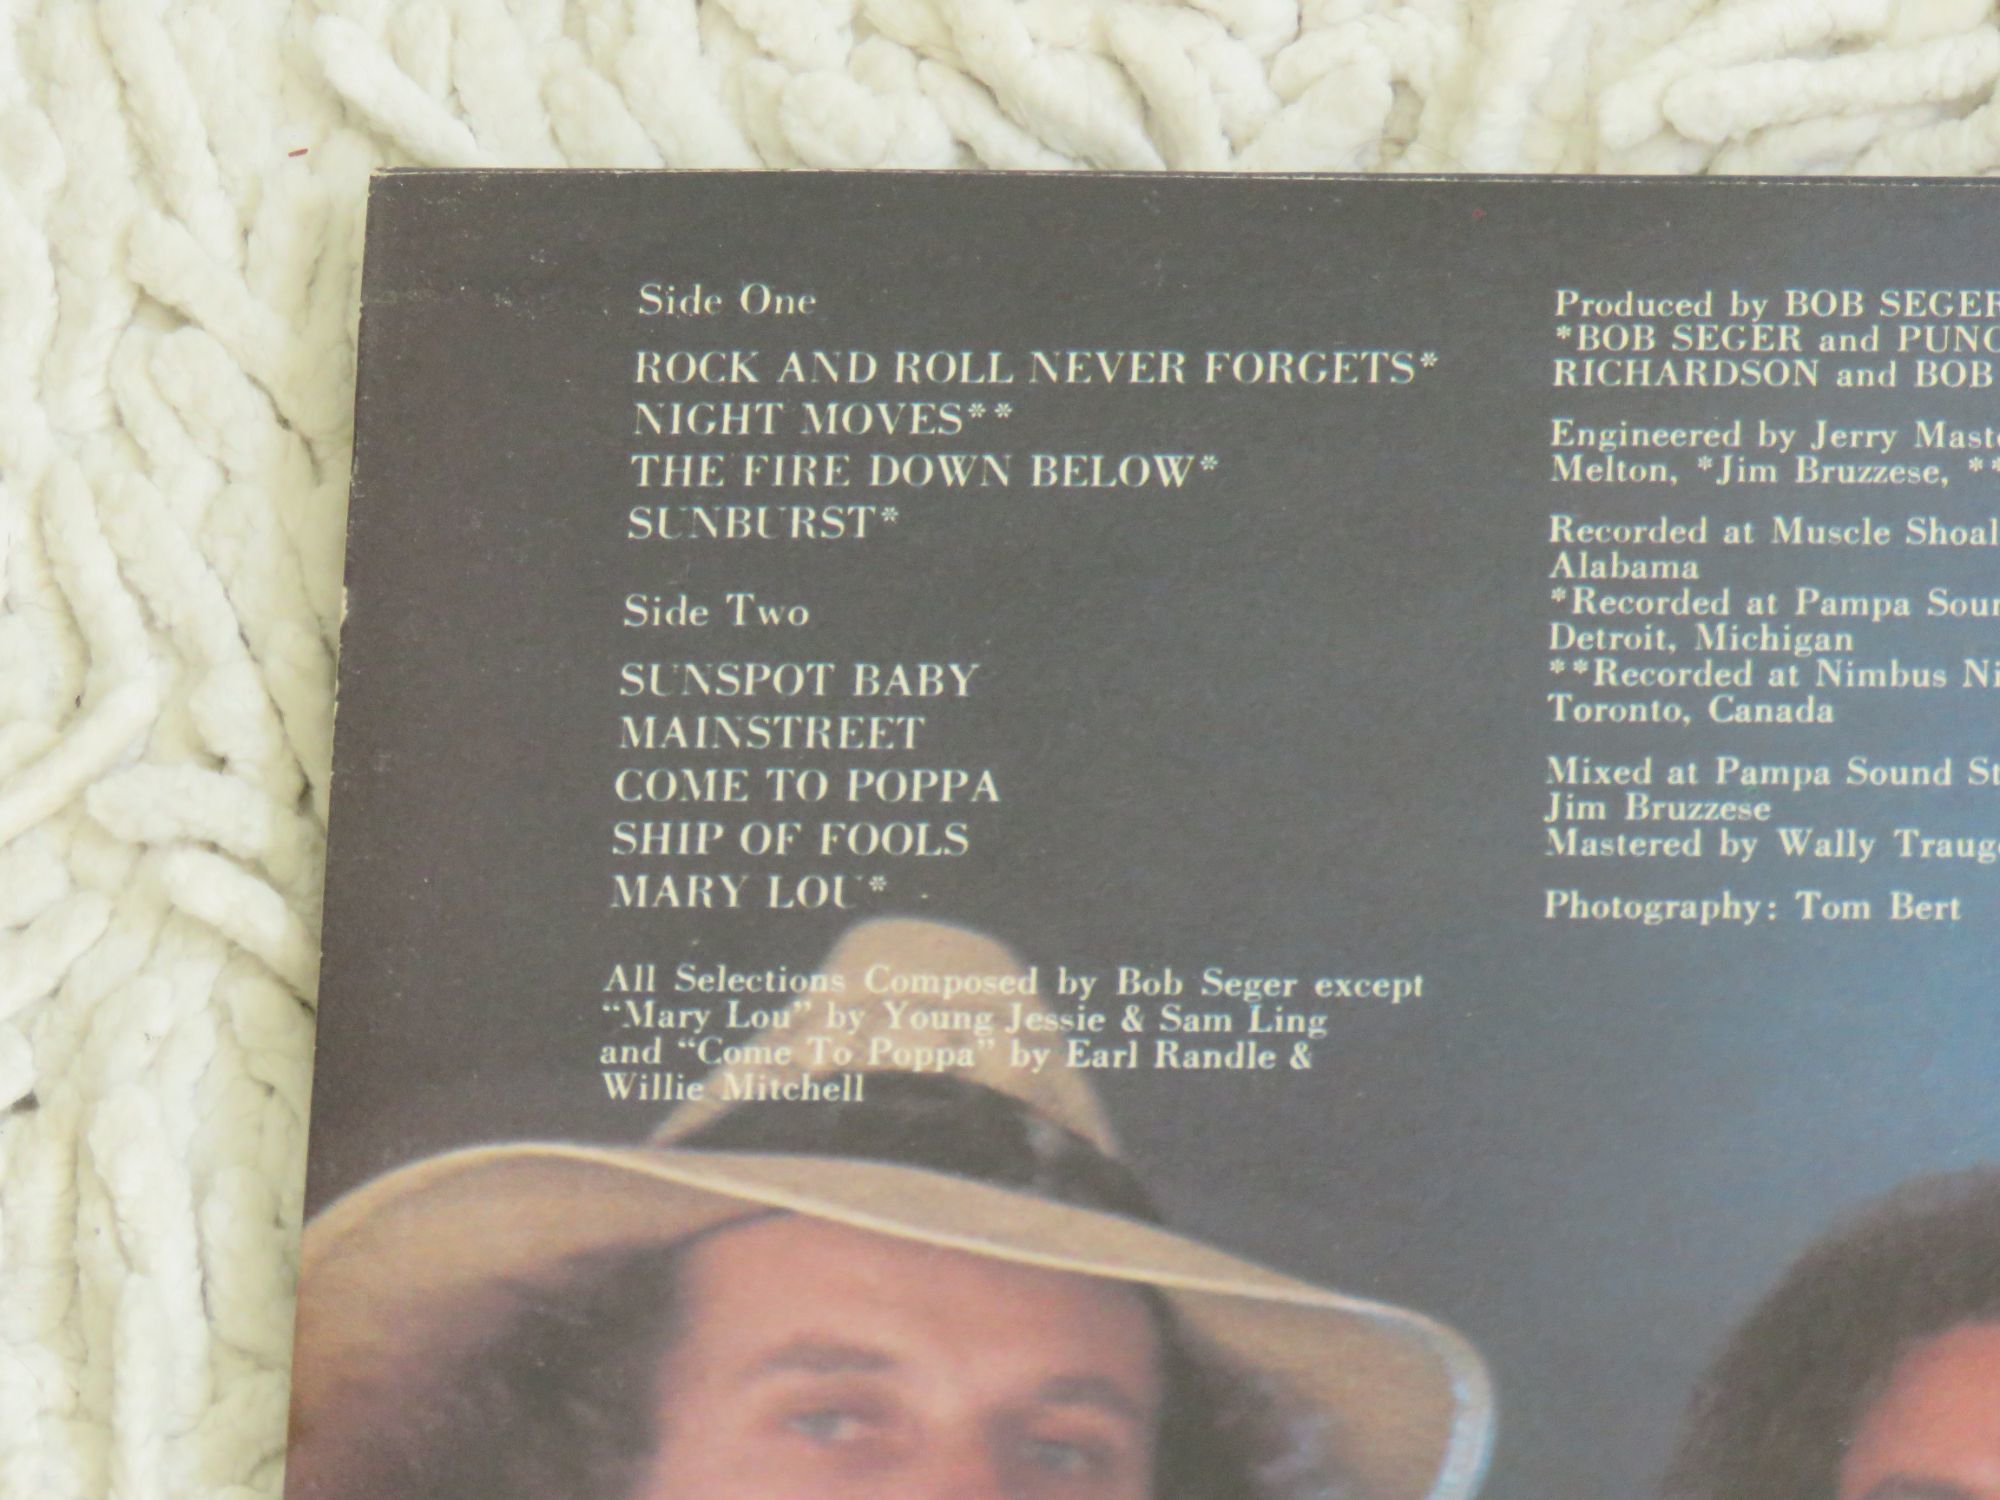 Side One
ROCK AND ROLL NEVER FORGETS*
NIGHT MOVES**
THE FIRE DOWN BELOW*
SUNBURST*
Side Two
SUNSPOT BABY
MAINSTREET
COME TO POPPA
SHIP OF FOOLS
MARY LOU*
All Selections Composed by Bob Seger except
“Mary Lou” by Young Jessie & Sam Ling
and “Come To Poppa” by Earl Randle &
Willie Mitchell
Produced by BOB SEGER
*BOB SEGER and
RICHARDSON and BOB
Engineered by Jerry
Melton, *Jim Bruzzese, **
Recorded at Muscle
Alabama
*Recorded at Pampa
Detroit, Michigan
**Recorded at Nimbus
Toronto, Canada
Mixed at Pampa Sound
Jim Bruzzese
Mastered by Wally
Photography: Tom Bert